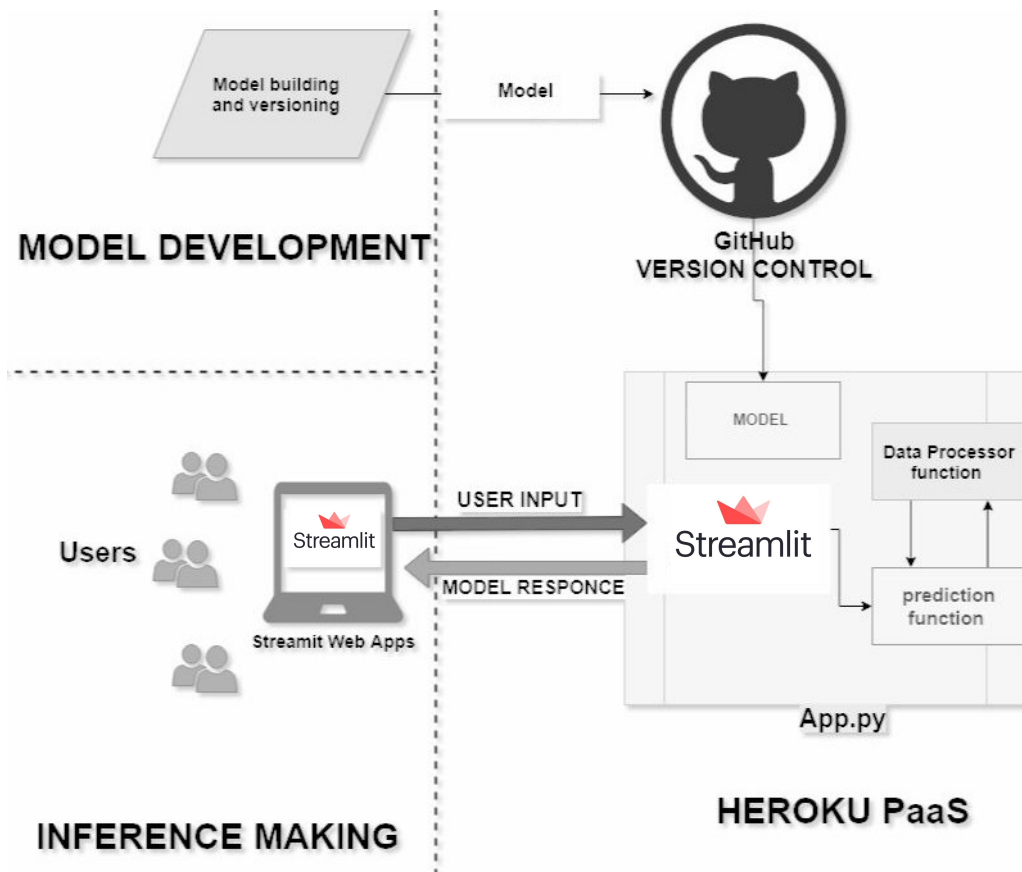 Model building
and versioning
Model
MODEL DEVELOPMENT
GitHub
VERSION CONTROL
MODEL
Data Processor
function
USER INPUT
Streamlit
Streamlit
Users
MODEL RESPONCE
prediction
function
Streamit Web Apps
App.py
HEROKU PaaS
INFERENCE MAKING